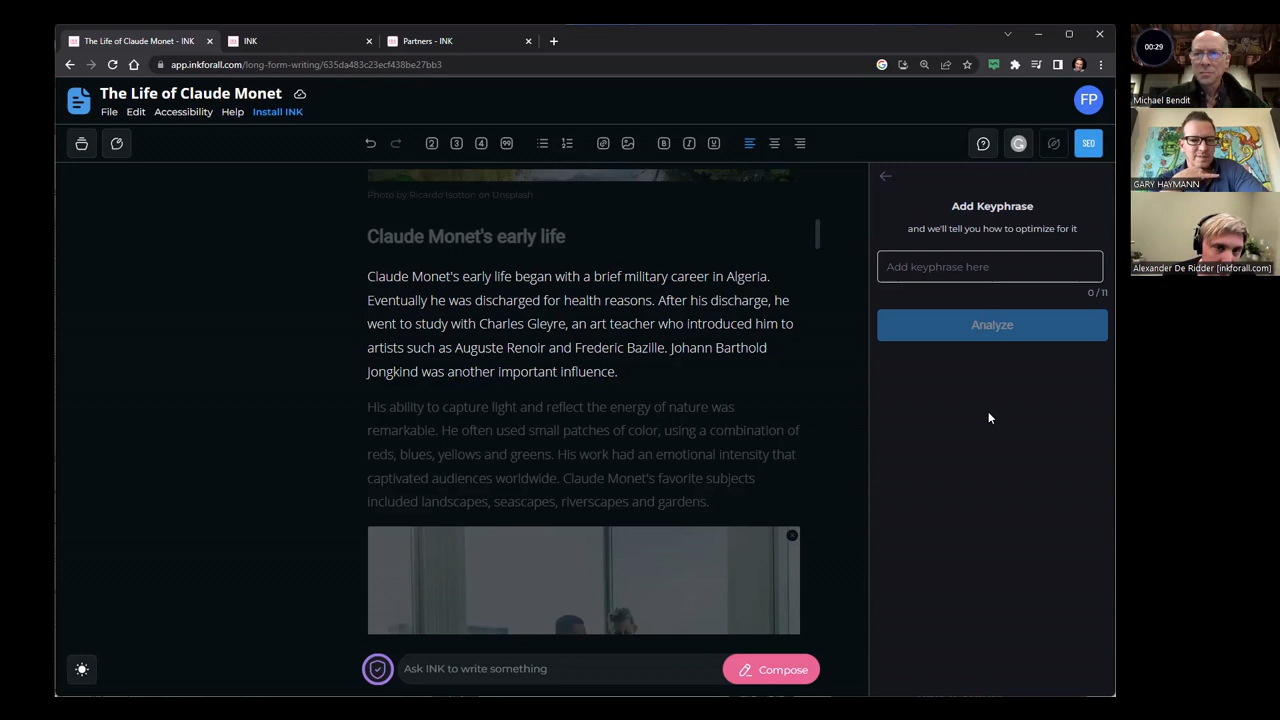 The Life of Claude Monet - INK
INK
Partners - INK
app.inkforall.com/long-form-writing/635da483c23ecf438be27bb3
The Life of Claude Monet
File Edit Accessibility Help Install INK
FP
2 3 4
B I U
SEO
Photo by Ricardo Isotton on Unsplash
Claude Monet's early life
Claude Monet's early life began with a brief military career in Algeria.
Eventually he was discharged for health reasons. After his discharge, he
went to study with Charles Gleyre, an art teacher who introduced him to
artists such as Auguste Renoir and Frederic Bazille. Johann Barthold
Jongkind was another important influence.
His ability to capture light and reflect the energy of nature was
remarkable. He often used small patches of color, using a combination of
reds, blues, yellows and greens. His work had an emotional intensity that
captivated audiences worldwide. Claude Monet's favorite subjects
included landscapes, seascapes, riverscapes and gardens.
Ask INK to write something
Compose
Add Keyphrase
and we'll tell you how to optimize for it
Add keyphrase here
0 / 11
Analyze
00:29
Michael Bendit
GARY HAYMANN
Alexander De Ridder [inkforall.com]